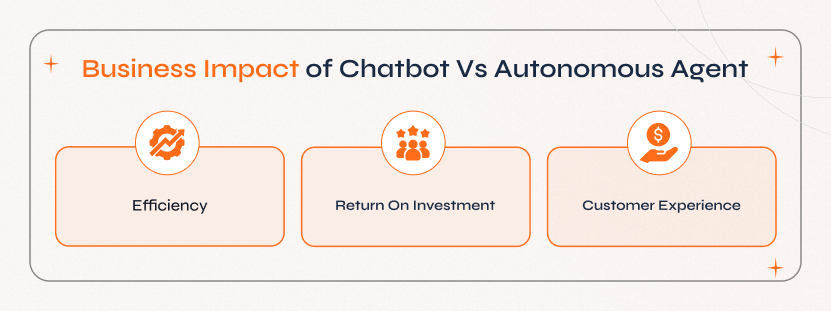 Business Impact of Chatbot Vs Autonomous Agent
Efficiency
Return On Investment
Customer Experience